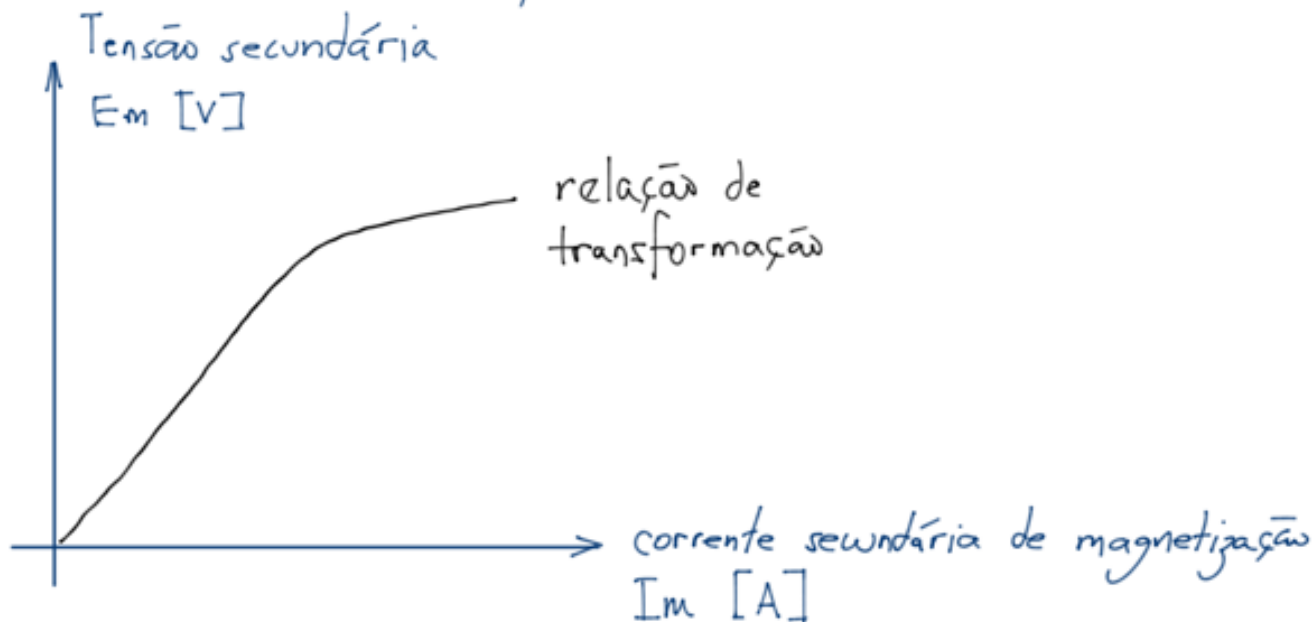 Tensão secundária
Em [V]
relação de
transformação
corrente secundária de magnetização
Im [A]